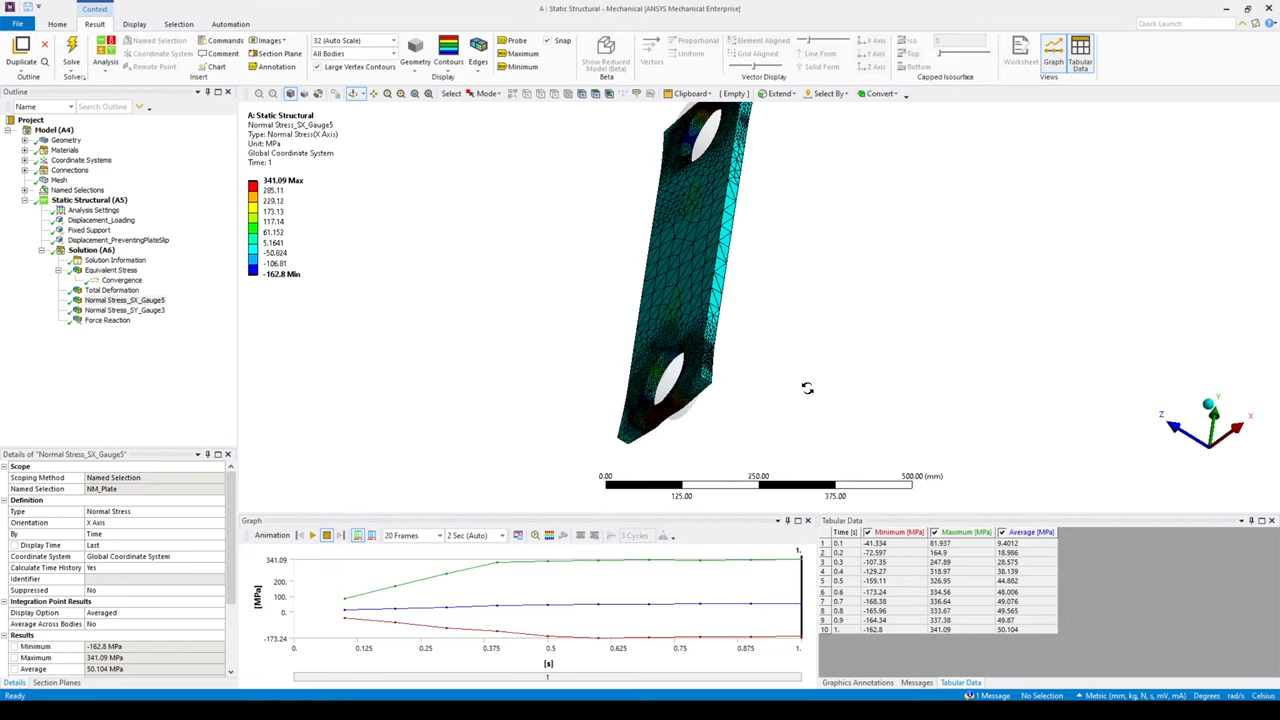 Context
A : Static Structural - Mechanical [ANSYS Mechanical Enterprise]
File Home Result Display Selection Automation
Quick Launch
Duplicate
Outline
Solve
Solver
Analysis
Named Selection
Coordinate System
Remote Point
Commands
Comment
Chart
Images
Section Plane
Annotation
Insert
32 (Auto Scale)
All Bodies
Large Vertex Contours
Geometry
Contours
Edges
Display
Probe
Maximum
Minimum
Snap
Show Reduced Model (Beta)
Beta
Vectors
Proportional
Uniform
Element Aligned
Grid Aligned
Line Form
Solid Form
X Axis
Y Axis
Z Axis
Vector Display
Iso
Top
Bottom
0
Capped Isosurface
Worksheet
Graph
Tabular Data
Views
Outline
Name
Search Outline
Select Mode Clipboard [ Empty ] Extend Select By Convert
Project
Model (A4)
Geometry
Materials
Coordinate Systems
Connections
Mesh
Named Selections
Static Structural (A5)
Analysis Settings
Displacement_Loading
Fixed Support
Displacement_PreventingPlateSlip
Solution (A6)
Solution Information
Equivalent Stress
Convergence
Total Deformation
Normal Stress_SX_Gauge5
Normal Stress_SY_Gauge3
Force Reaction
A: Static Structural
Normal Stress_SX_Gauge5
Type: Normal Stress(X Axis)
Unit: MPa
Global Coordinate System
Time: 1
341.09 Max
285.11
229.12
173.13
117.14
61.152
5.1641
-50.824
-106.81
-162.8 Min
Y
Z
X
0.00 250.00 500.00 (mm)
125.00 375.00
Details of "Normal Stress_SX_Gauge5"
Scope
Scoping Method Named Selection
Named Selection NM_Plate
Definition
Type Normal Stress
Orientation X Axis
By Time
Display Time Last
Coordinate System Global Coordinate System
Calculate Time History Yes
Identifier
Suppressed No
Integration Point Results
Display Option Averaged
Average Across Bodies No
Results
Minimum -162.8 MPa
Maximum 341.09 MPa
Average 50.104 MPa
Details Section Planes
Graph
Animation 20 Frames 2 Sec (Auto) 3 Cycles
1.
341.09
200.
100.
0.
-173.24
[MPa]
0. 0.125 0.25 0.375 0.5 0.625 0.75 0.875 1.
[s]
1
Tabular Data
Time [s] Minimum [MPa] Maximum [MPa] Average [MPa]
1 0.1 -41.334 81.937 9.4012
2 0.2 -72.597 164.9 18.986
3 0.3 -107.35 247.89 28.575
4 0.4 -129.27 318.97 38.139
5 0.5 -159.11 326.95 44.882
6 0.6 -173.24 334.56 48.006
7 0.7 -168.38 336.64 49.076
8 0.8 -165.96 333.67 49.565
9 0.9 -164.34 337.38 49.87
10 1. -162.8 341.09 50.104
Graphics Annotations Messages Tabular Data
Ready
1 Message No Selection Metric (mm, kg, N, s, mV, mA) Degrees rad/s Celsius